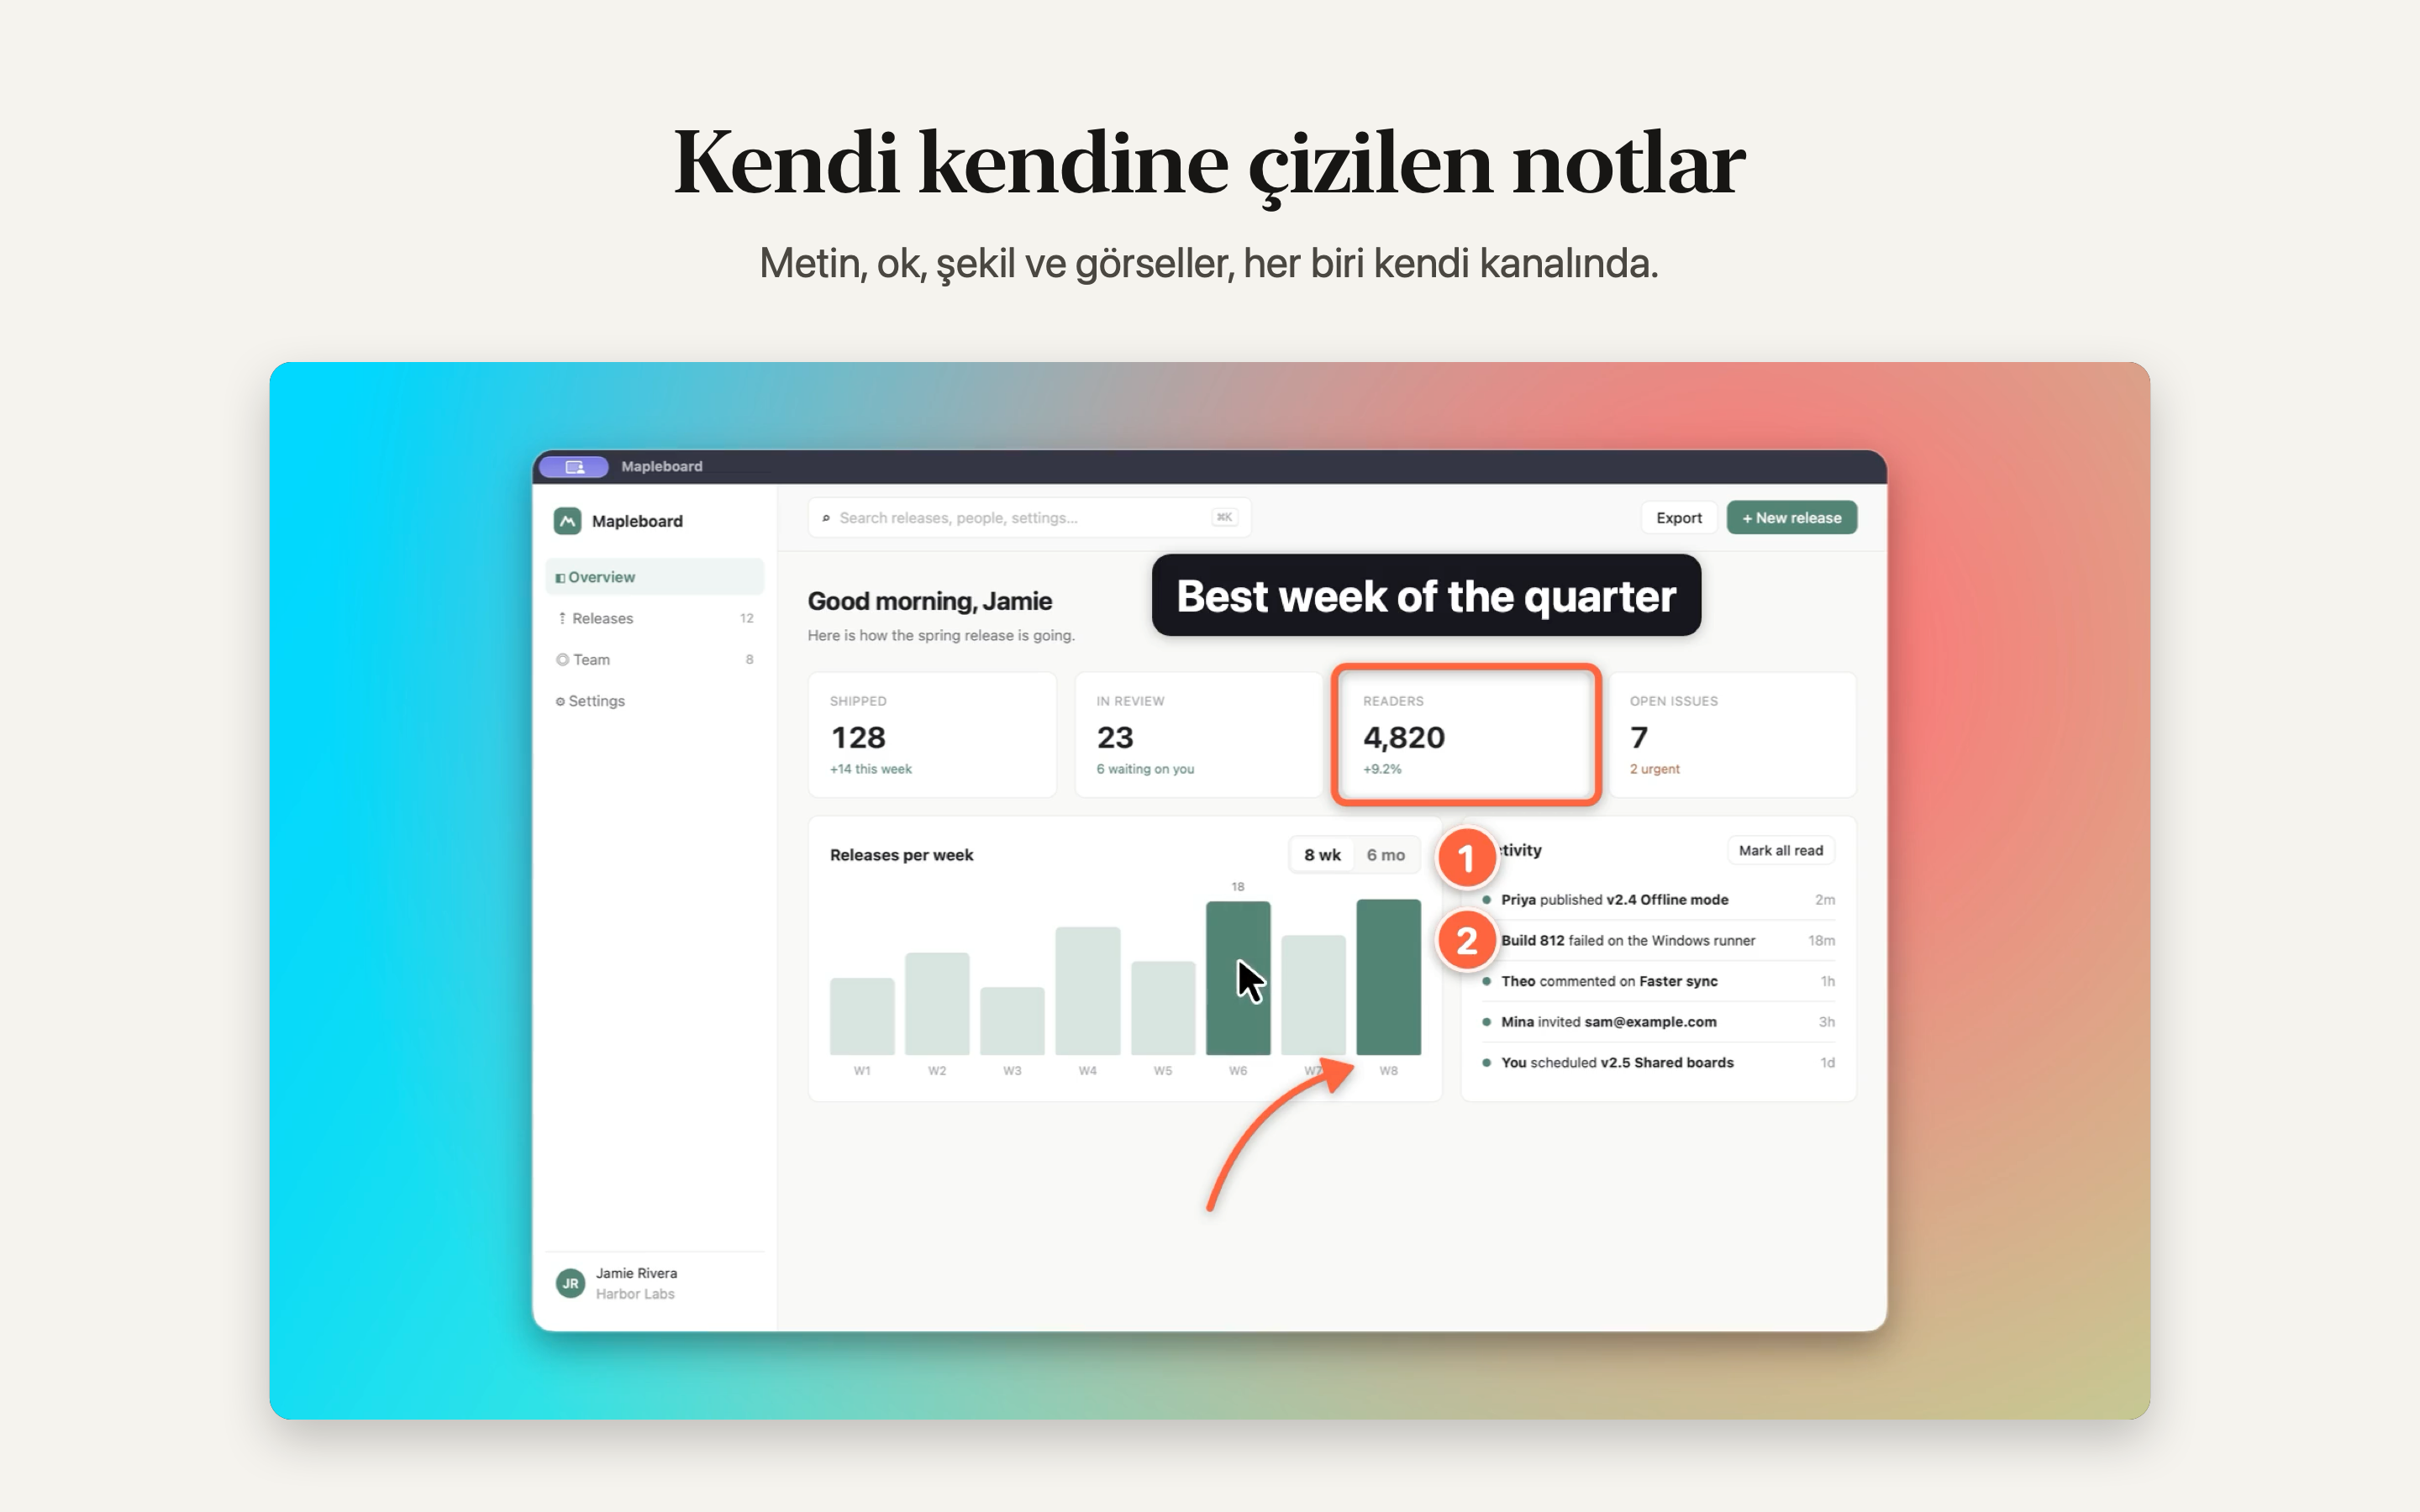 Kendi kendine çizilen notlar
Metin, ok, şekil ve görseller, her biri kendi kanalında.
Mapleboard
Mapleboard
Search releases, people, settings...
⌘K
Export
+ New release
Overview
Releases 12
Team 8
Settings
Good morning, Jamie
Here is how the spring release is going.
Best week of the quarter
SHIPPED
128
+14 this week
IN REVIEW
23
6 waiting on you
READERS
4,820
+9.2%
OPEN ISSUES
7
2 urgent
Releases per week
8 wk
6 mo
18
W1 W2 W3 W4 W5 W6 W7 W8
1
2
tivity
Mark all read
Priya published v2.4 Offline mode 2m
Build 812 failed on the Windows runner 18m
Theo commented on Faster sync 1h
Mina invited sam@example.com 3h
You scheduled v2.5 Shared boards 1d
JR
Jamie Rivera
Harbor Labs